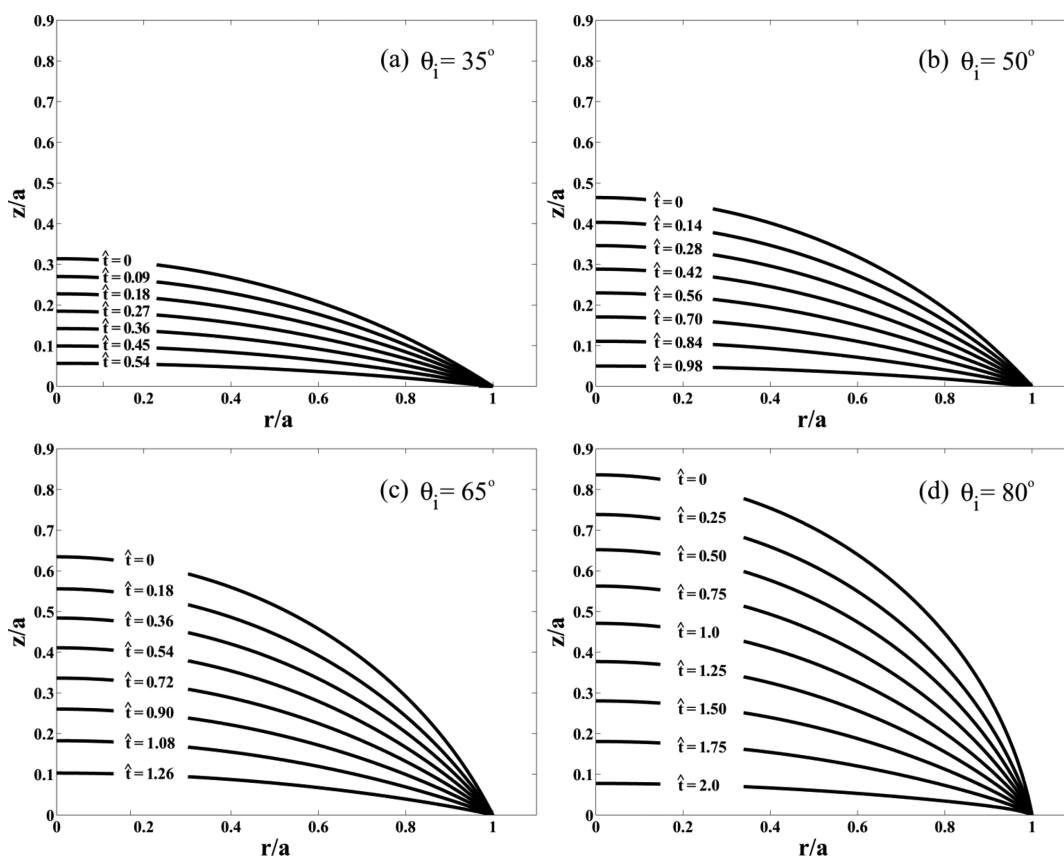 (a) θi = 35°
z/a
0.9
0.8
0.7
0.6
0.5
0.4
0.3
0.2
0.1
0
t̂ = 0
t̂ = 0.09
t̂ = 0.18
t̂ = 0.27
t̂ = 0.36
t̂ = 0.45
t̂ = 0.54
0 0.2 0.4 0.6 0.8 1
r/a
(b) θi = 50°
z/a
0.9
0.8
0.7
0.6
0.5
0.4
0.3
0.2
0.1
0
t̂ = 0
t̂ = 0.14
t̂ = 0.28
t̂ = 0.42
t̂ = 0.56
t̂ = 0.70
t̂ = 0.84
t̂ = 0.98
0 0.2 0.4 0.6 0.8 1
r/a
(c) θi = 65°
z/a
0.9
0.8
0.7
0.6
0.5
0.4
0.3
0.2
0.1
0
t̂ = 0
t̂ = 0.18
t̂ = 0.36
t̂ = 0.54
t̂ = 0.72
t̂ = 0.90
t̂ = 1.08
t̂ = 1.26
0 0.2 0.4 0.6 0.8 1
r/a
(d) θi = 80°
z/a
0.9
0.8
0.7
0.6
0.5
0.4
0.3
0.2
0.1
0
t̂ = 0
t̂ = 0.25
t̂ = 0.50
t̂ = 0.75
t̂ = 1.0
t̂ = 1.25
t̂ = 1.50
t̂ = 1.75
t̂ = 2.0
0 0.2 0.4 0.6 0.8 1
r/a